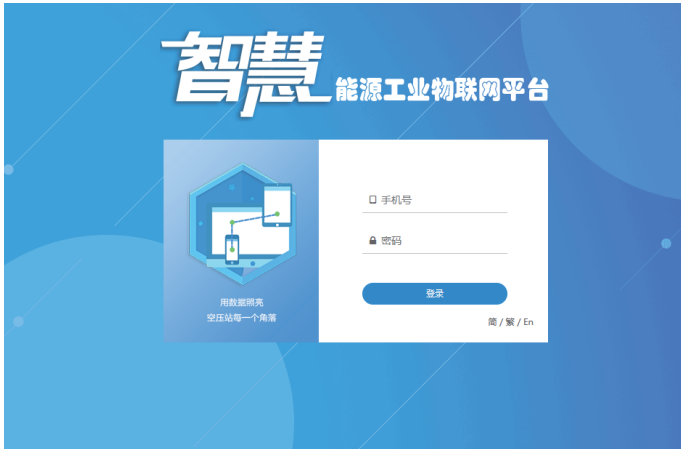 智慧能源工业物联网平台
手机号
密码
登录
用数据照亮
空压站每一个角落
简 / 繁 / En